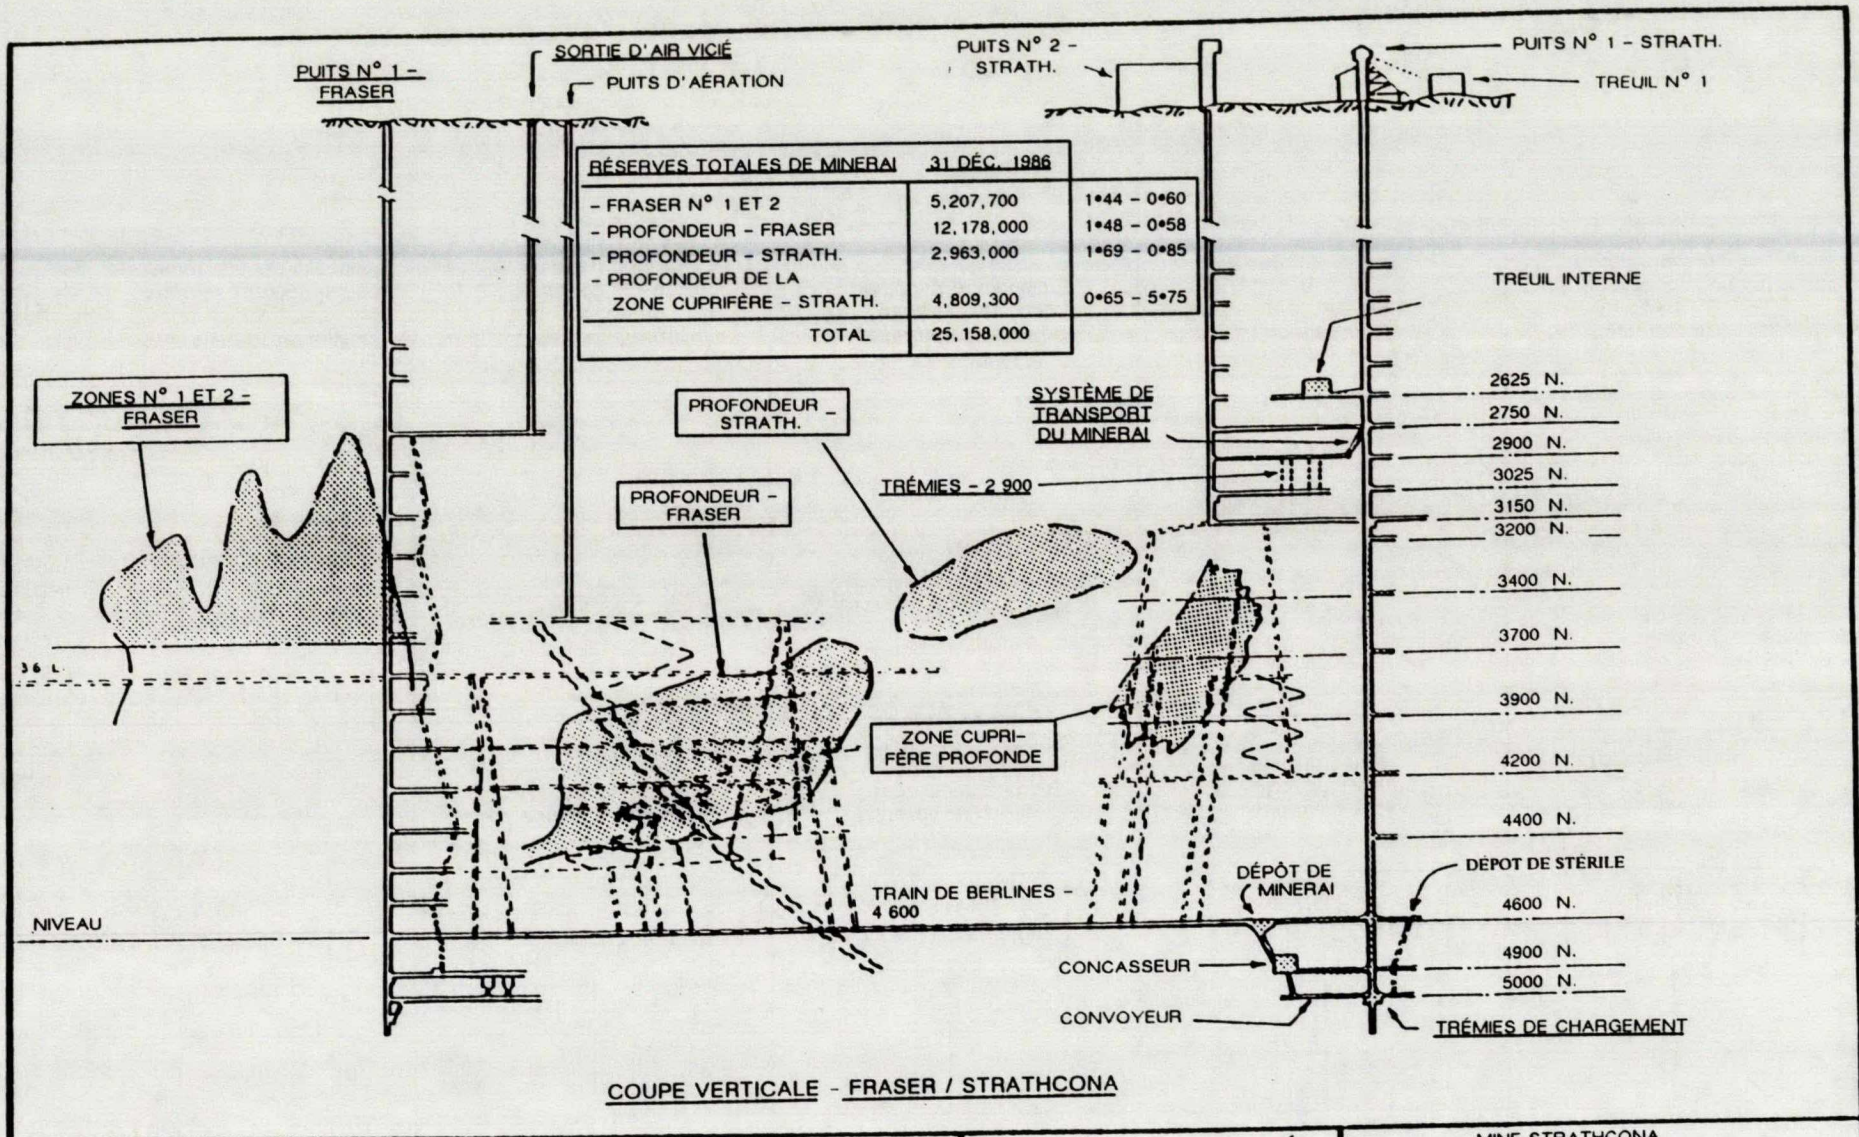 SORTIE D'AIR VICIÉ
PUITS N° 1 -
FRASER
PUITS D'AÉRATION
PUITS N° 2 -
STRATH.
PUITS N° 1 - STRATH.
TREUIL N° 1
RÉSERVES TOTALES DE MINERAI 31 DÉC. 1986
- FRASER N° 1 ET 2 5,207,700 1•44 - 0•60
- PROFONDEUR - FRASER 12,178,000 1•48 - 0•58
- PROFONDEUR - STRATH. 2,963,000 1•69 - 0•85
- PROFONDEUR DE LA
ZONE CUPRIFÈRE - STRATH. 4,809,300 0•65 - 5•75
TOTAL 25,158,000
TREUIL INTERNE
ZONES N° 1 ET 2 -
FRASER
PROFONDEUR -
STRATH.
SYSTÈME DE
TRANSPORT
DU MINERAI
TRÉMIES - 2 900
PROFONDEUR -
FRASER
2625 N.
2750 N.
2900 N.
3025 N.
3150 N.
3200 N.
3400 N.
3700 N.
3900 N.
4200 N.
4400 N.
36 L.
ZONE CUPRI-
FÈRE PROFONDE
DÉPÔT DE
MINERAI
DÉPOT DE STÉRILE
TRAIN DE BERLINES -
4 600
4600 N.
NIVEAU
4900 N.
CONCASSEUR
5000 N.
CONVOYEUR
TRÉMIES DE CHARGEMENT
COUPE VERTICALE - FRASER / STRATHCONA
MINE STRATHCONA